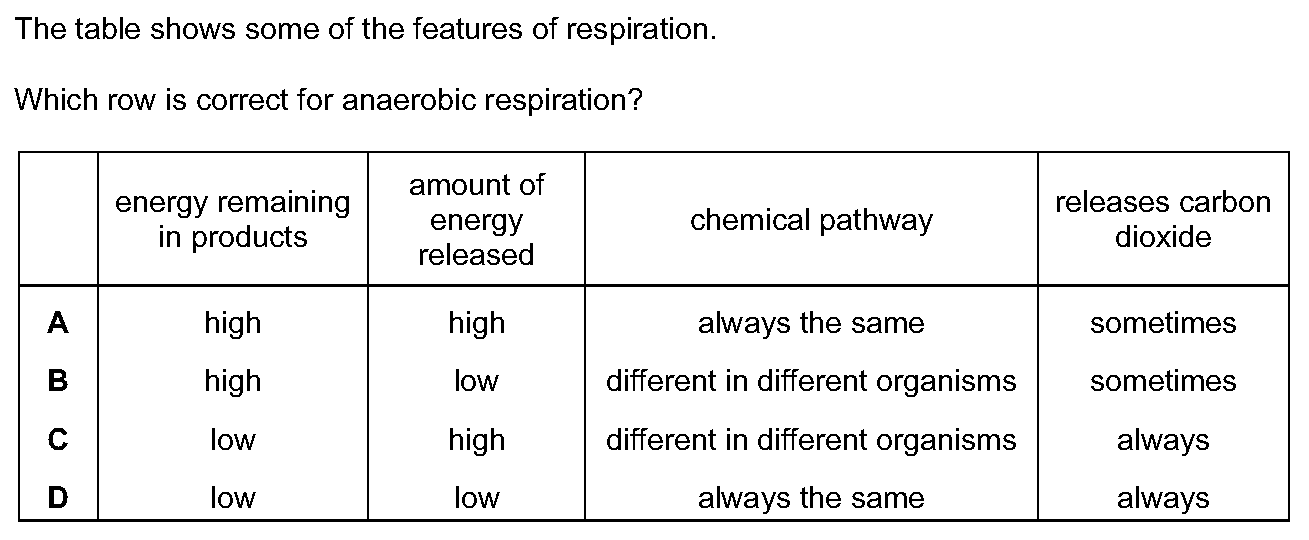 The table shows some of the features of respiration.
Which row is correct for anaerobic respiration?
energy remaining
in products
amount of
energy
released
chemical pathway
releases carbon
dioxide
A high high always the same sometimes
B high low different in different organisms sometimes
C low high different in different organisms always
D low low always the same always